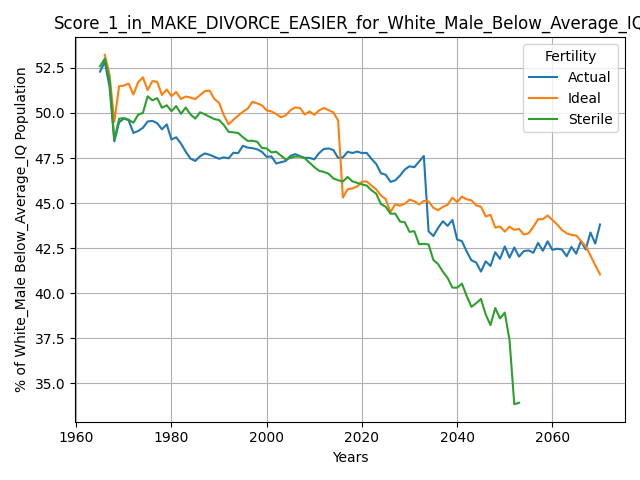 Score_1_in_MAKE_DIVORCE_EASIER_for_White_Male_Below_Average_IQ
Fertility
Actual
Ideal
Sterile
% of White_Male Below_Average_IQ Population
52.5
50.0
47.5
45.0
42.5
40.0
37.5
35.0
1960
1980
2000
2020
2040
2060
Years